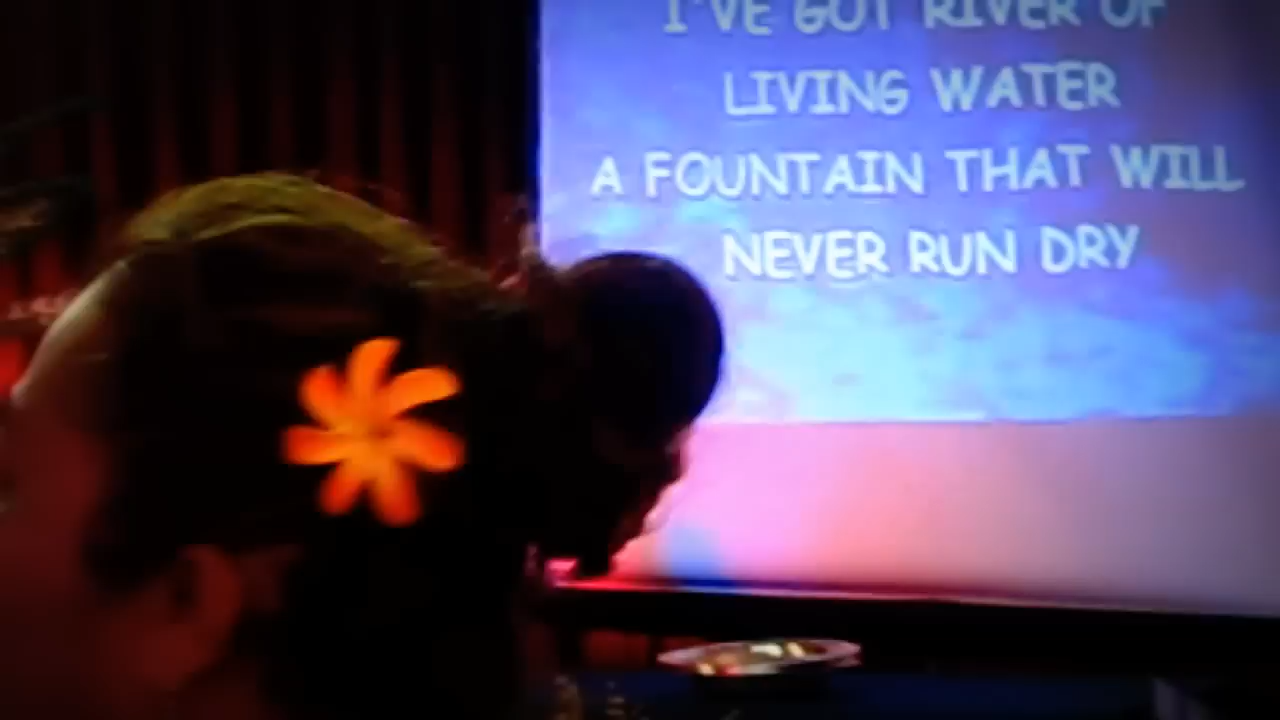 I'VE GOT RIVER OF
LIVING WATER
A FOUNTAIN THAT WILL
NEVER RUN DRY